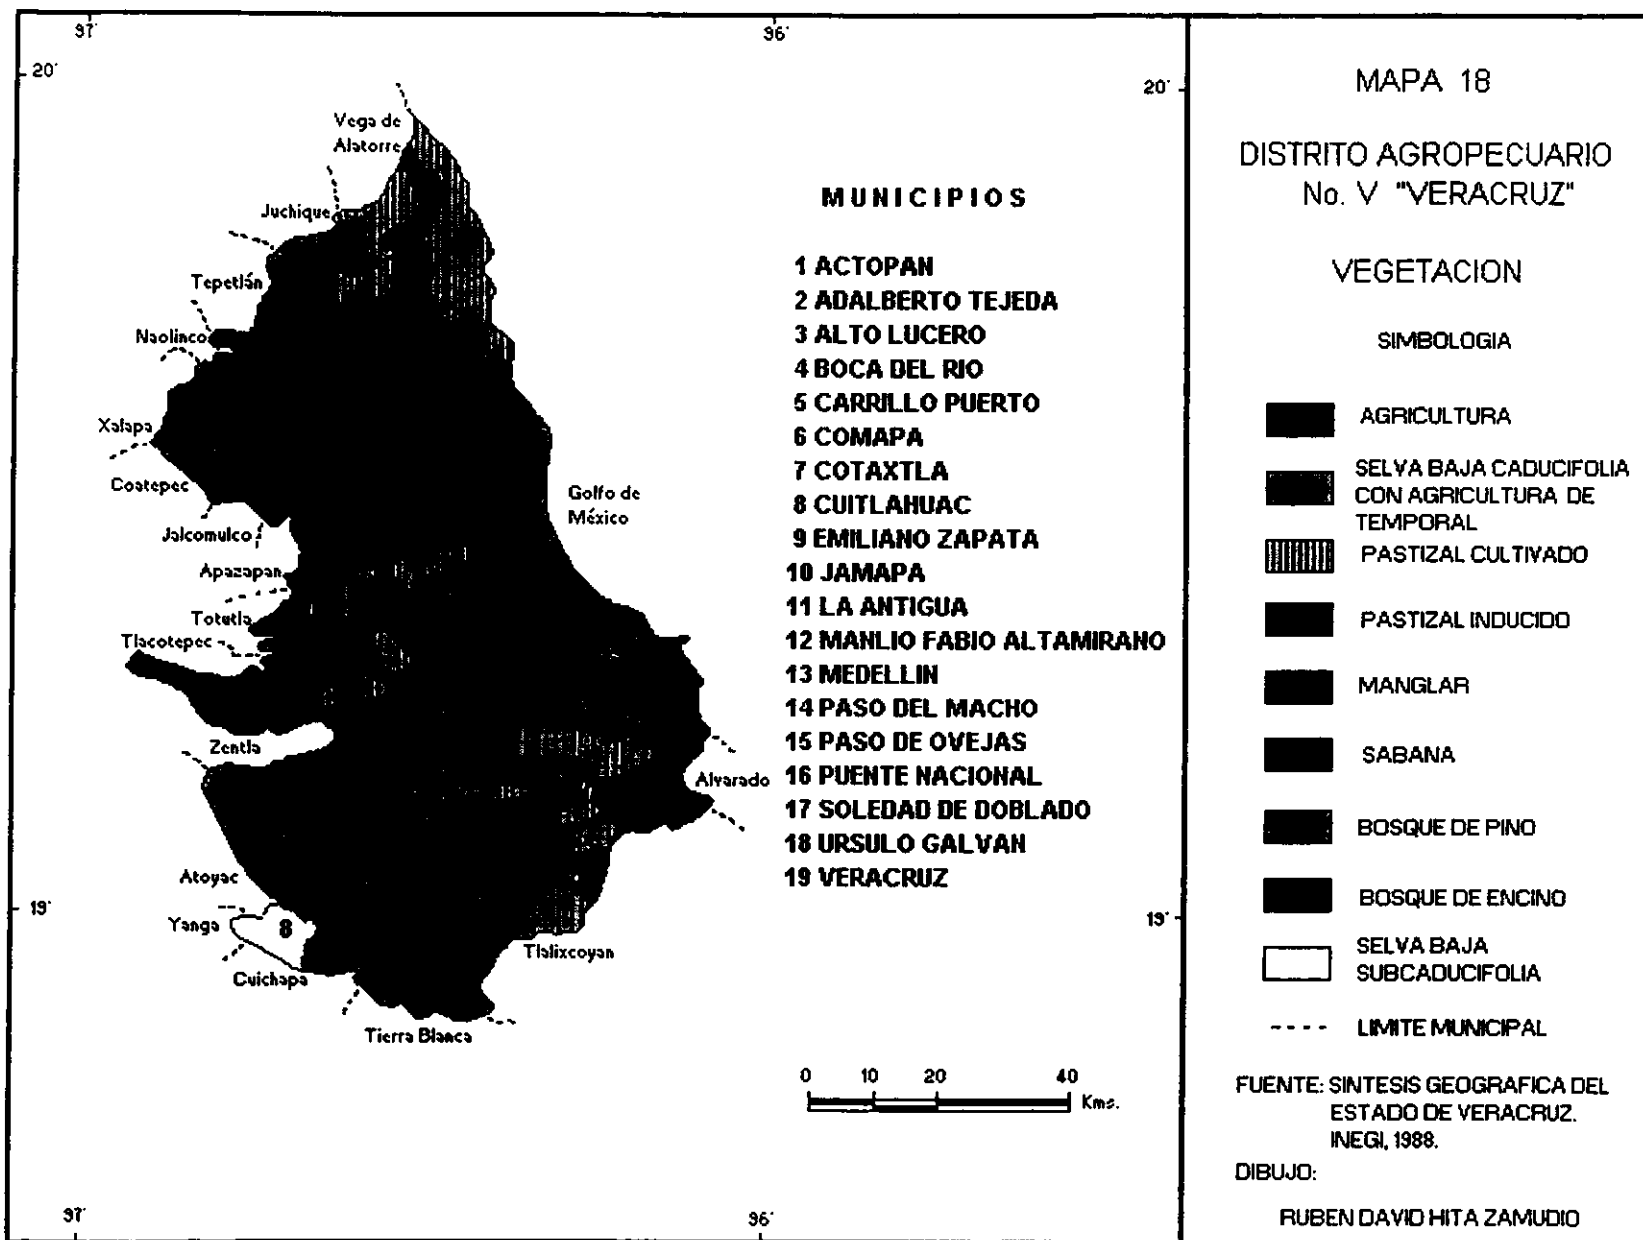 97°
96°
20°
20°
Vega de
Alatorre
Juchique
Tepetlán
Naolinco
Xalapa
Coatepec
Jalcomulco
Apazapan
Totutla
Tlacotepec
Zentla
Atoyac
Yanga
8
Cuichapa
Tierra Blanca
Tlalixcoyan
Alvarado
Golfo de
México
19°
19°
97°
96°
MUNICIPIOS
1 ACTOPAN
2 ADALBERTO TEJEDA
3 ALTO LUCERO
4 BOCA DEL RIO
5 CARRILLO PUERTO
6 COMAPA
7 COTAXTLA
8 CUITLAHUAC
9 EMILIANO ZAPATA
10 JAMAPA
11 LA ANTIGUA
12 MANLIO FABIO ALTAMIRANO
13 MEDELLIN
14 PASO DEL MACHO
15 PASO DE OVEJAS
16 PUENTE NACIONAL
17 SOLEDAD DE DOBLADO
18 URSULO GALVAN
19 VERACRUZ
0 10 20 40
Kms.
MAPA 18
DISTRITO AGROPECUARIO
No. V "VERACRUZ"
VEGETACION
SIMBOLOGIA
AGRICULTURA
SELVA BAJA CADUCIFOLIA
CON AGRICULTURA DE
TEMPORAL
PASTIZAL CULTIVADO
PASTIZAL INDUCIDO
MANGLAR
SABANA
BOSQUE DE PINO
BOSQUE DE ENCINO
SELVA BAJA
SUBCADUCIFOLIA
LIMITE MUNICIPAL
FUENTE: SINTESIS GEOGRAFICA DEL
ESTADO DE VERACRUZ.
INEGI, 1988.
DIBUJO:
RUBEN DAVID HITA ZAMUDIO